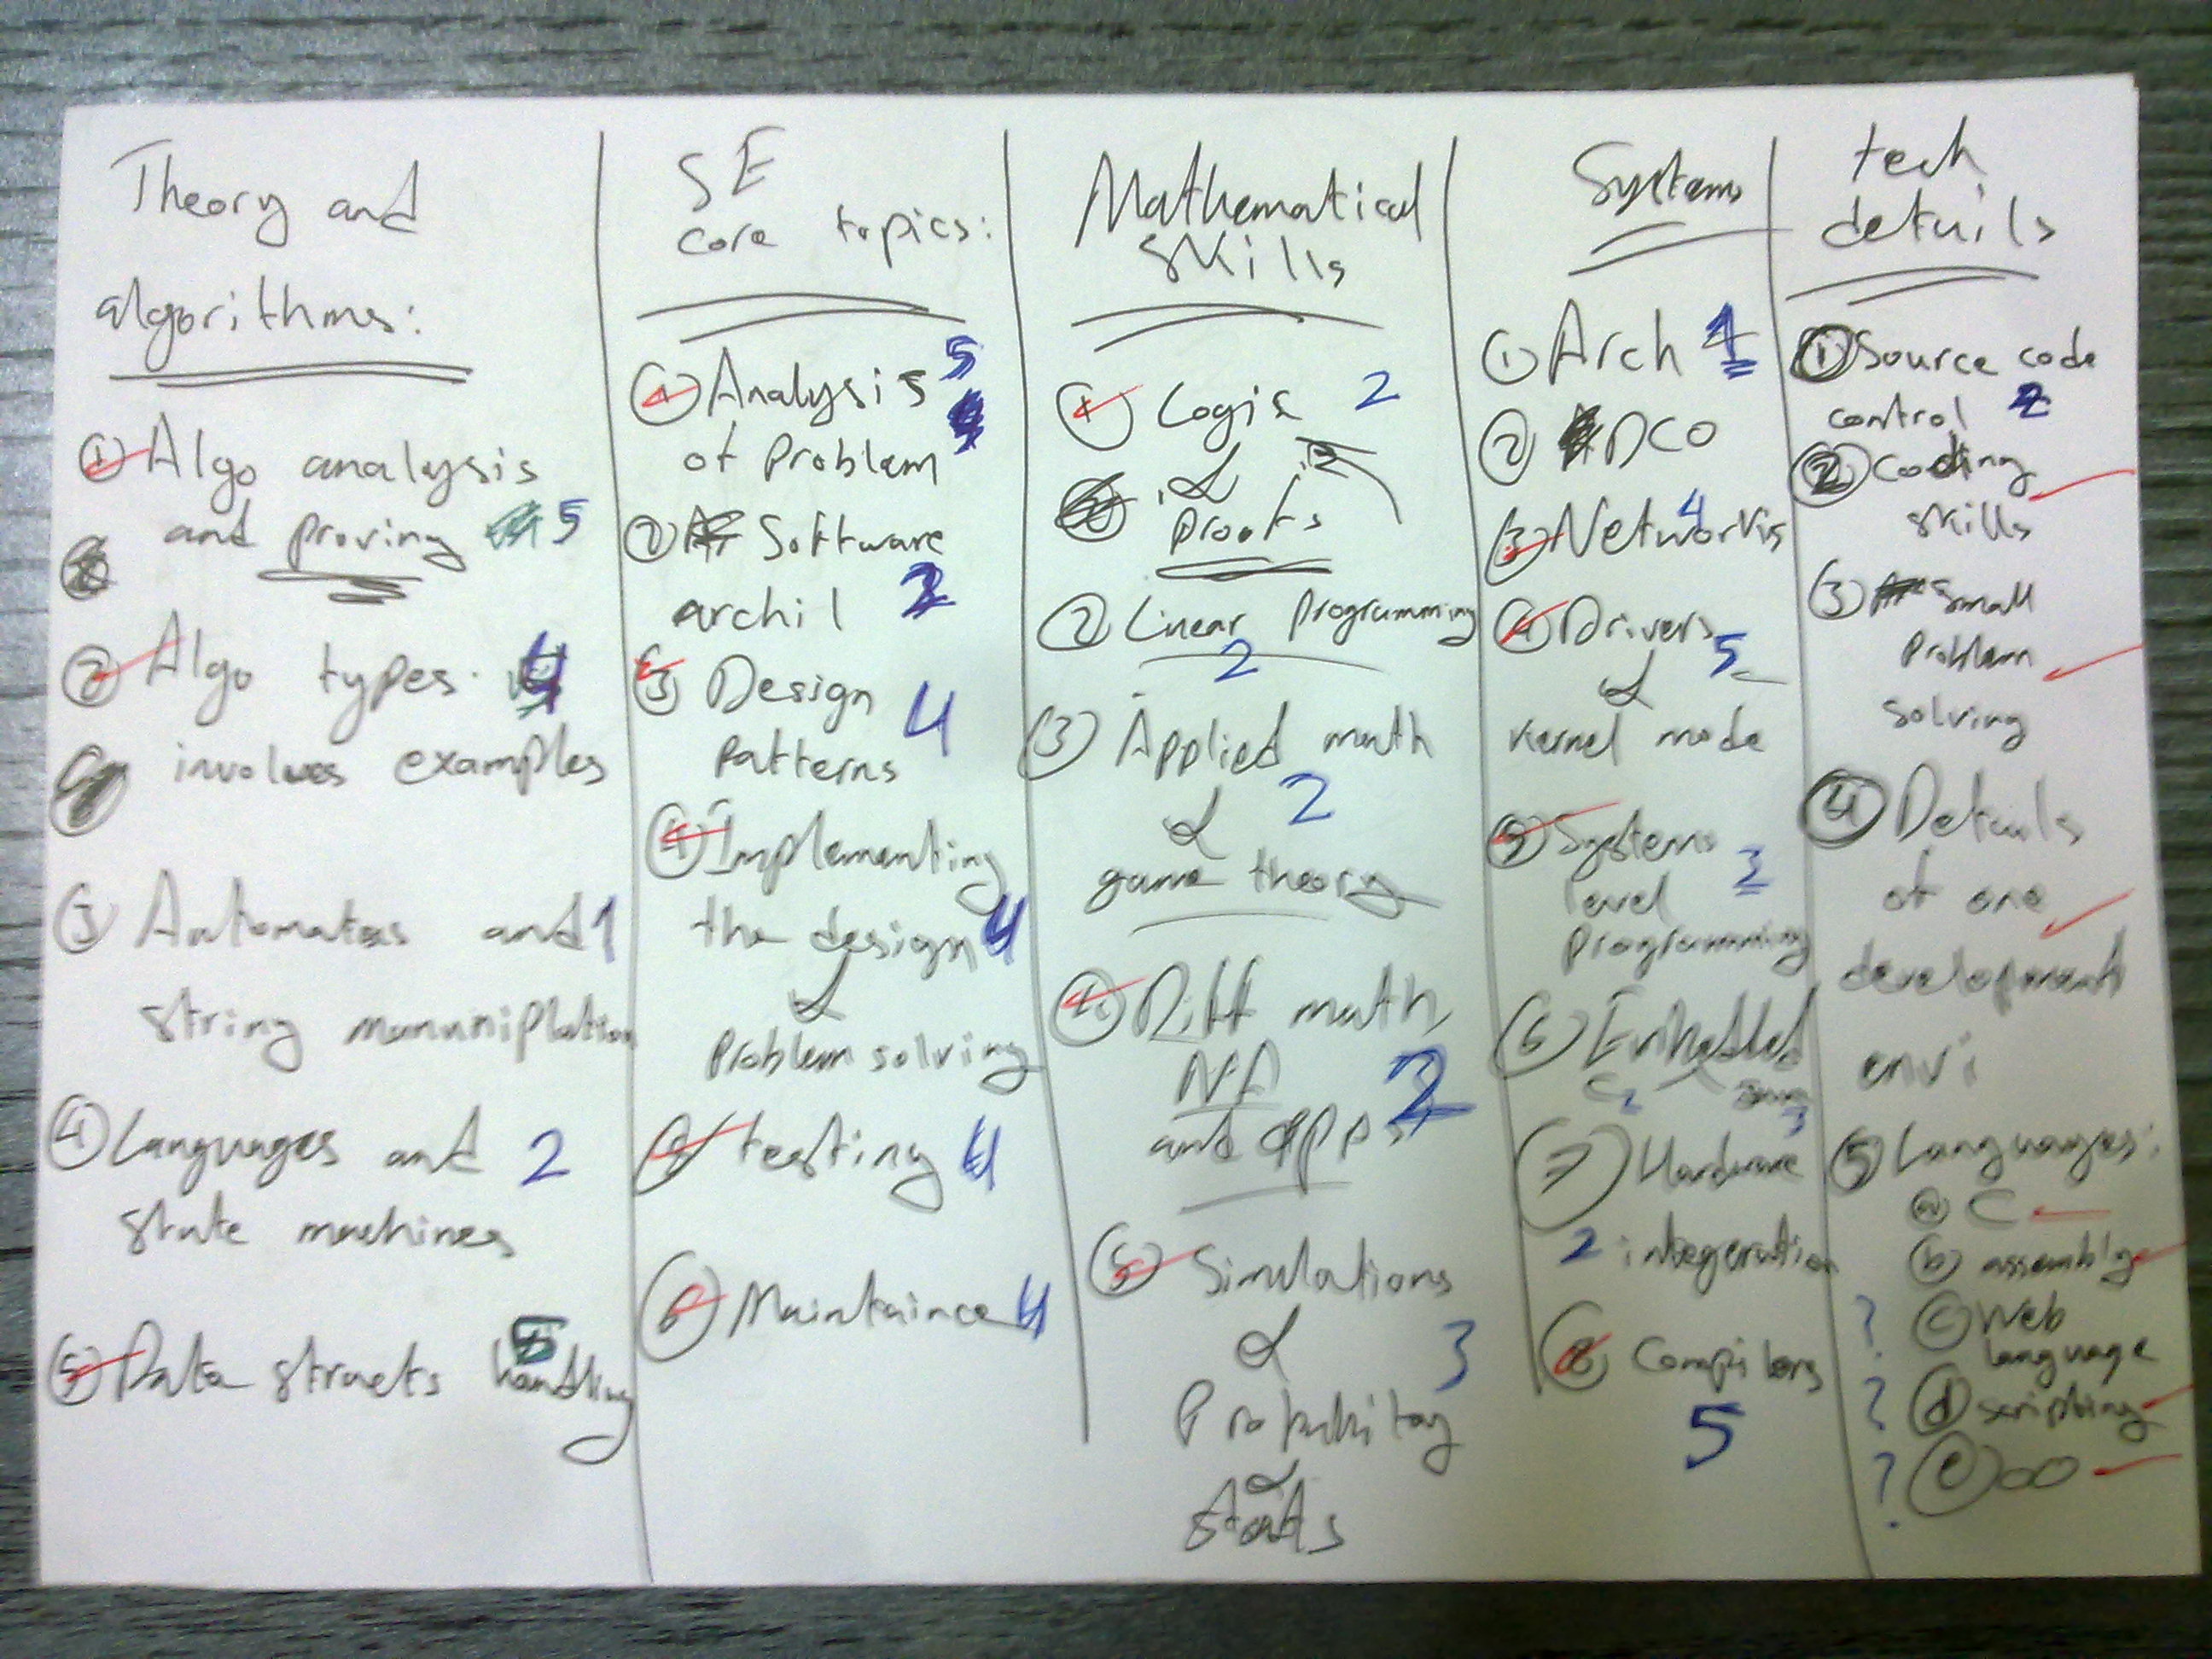 Theory and
algorithms:
① Algo analysis
and proving 5
② Algo types 4
involves examples
③ Automatas and 1
string manuniplation
④ Languages and 2
state machines
⑤ Data structs handling 5
SE
core topics:
① Analysis 5
of problem
② Software
archil
③ Design
patterns 4
④ Implementing
the design 4
&
problem solving
⑤ testing 4
⑥ Maintaince 4
Mathematical
skills
① Logic 2
&
proofs
② Linear programming
2
③ Applied math
& 2
game theory
④ Diff math,
2
and apps
⑤ Simulations
& 3
Probability
&
stats
Systems
① Arch 1
② DCO
③ Networks 4
④ Drivers 5
&
kernel mode
⑤ Systems
level
programming
⑥ Embedded
⑦ Hardware
2 integeration
⑧ Compilers
5
tech
details
① Source code
control 2
② Coding
skills
③ small
problem
solving
④ Details
of one
development
envi
⑤ Languages:
ⓐ C
ⓑ assembly
? ⓒ Web
language
? ⓓ scripting
? ⓔ OO